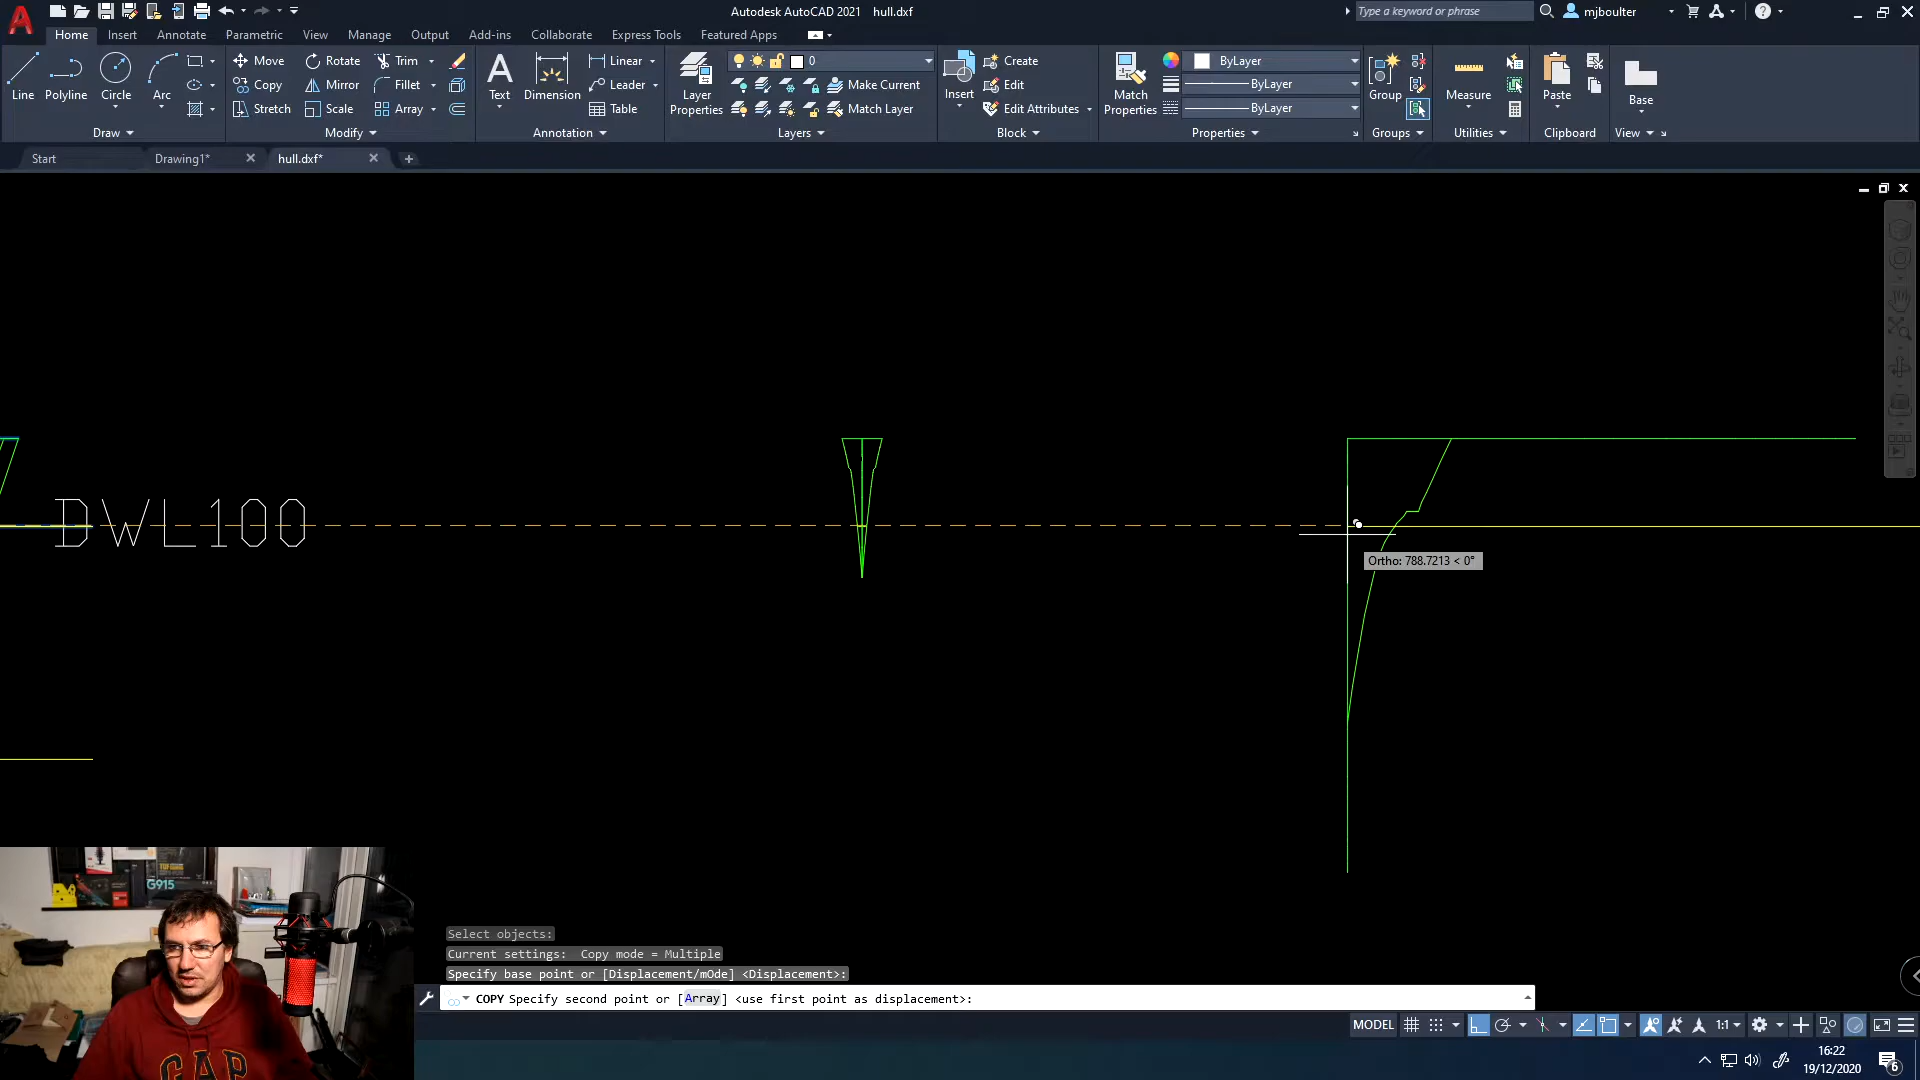 Autodesk AutoCAD 2021 hull.dxf
Type a keyword or phrase
mjboulter
Home Insert Annotate Parametric View Manage Output Add-ins Collaborate Express Tools Featured Apps
Line Polyline Circle Arc
Draw
Move Rotate Trim
Copy Mirror Fillet
Stretch Scale Array
Modify
Text Dimension
Linear
Leader
Table
Annotation
Layer Properties
0
Make Current
Match Layer
Layers
Insert
Create
Edit
Edit Attributes
Block
Match Properties
ByLayer
ByLayer
ByLayer
Properties
Group
Groups
Measure
Utilities
Paste
Clipboard
Base
View
Start Drawing1* hull.dxf*
DWL100
Ortho: 788.7213 < 0°
G915
GAP
Select objects:
Current settings: Copy mode = Multiple
Specify base point or [Displacement/mOde] <Displacement>:
COPY Specify second point or [Array] <use first point as displacement>:
MODEL 1:1
16:22
19/12/2020
6